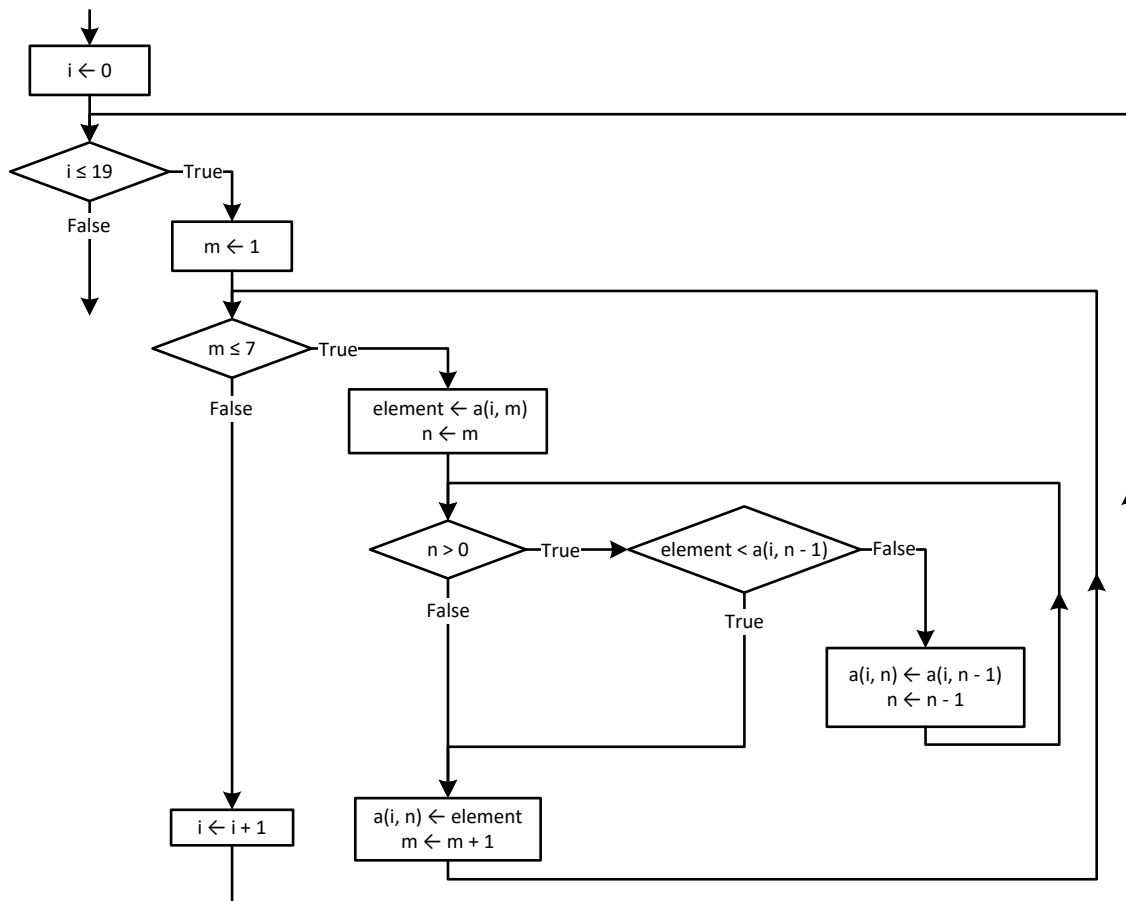 i ← 0
i ≤ 19
True
False
m ← 1
m ≤ 7
True
False
element ← a(i, m)
n ← m
n > 0
True
element < a(i, n - 1)
False
False
True
a(i, n) ← a(i, n - 1)
n ← n - 1
i ← i + 1
a(i, n) ← element
m ← m + 1